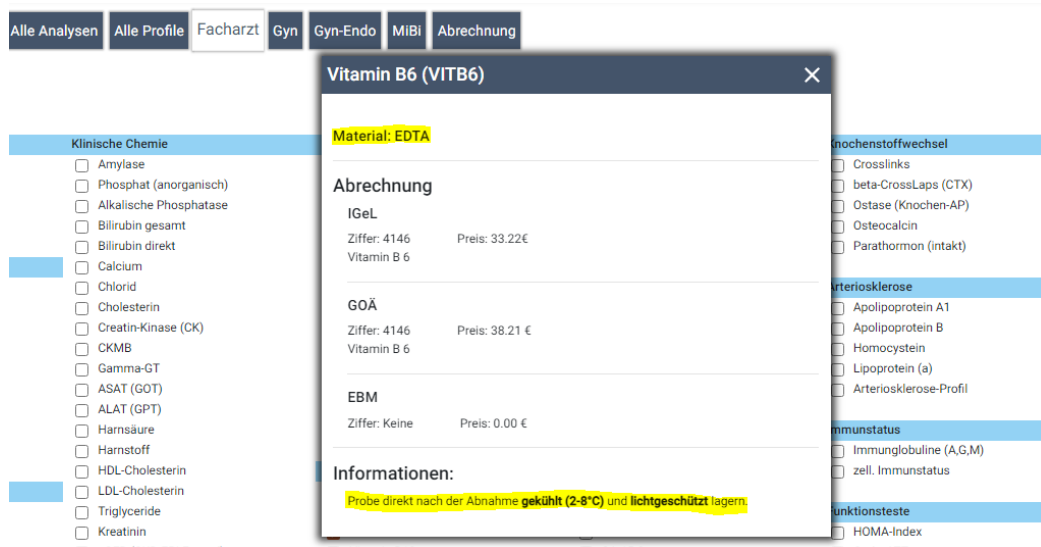 Alle Analysen Alle Profile Facharzt Gyn Gyn-Endo MiBi Abrechnung
Klinische Chemie
Amylase
Phosphat (anorganisch)
Alkalische Phosphatase
Bilirubin gesamt
Bilirubin direkt
Calcium
Chlorid
Cholesterin
Creatin-Kinase (CK)
CKMB
Gamma-GT
ASAT (GOT)
ALAT (GPT)
Harnsäure
Harnstoff
HDL-Cholesterin
LDL-Cholesterin
Triglyceride
Kreatinin
Vitamin B6 (VITB6)
Material: EDTA
Abrechnung
IGeL
Ziffer: 4146 Preis: 33.22€
Vitamin B 6
GOÄ
Ziffer: 4146 Preis: 38.21 €
Vitamin B 6
EBM
Ziffer: Keine Preis: 0.00 €
Informationen:
Probe direkt nach der Abnahme gekühlt (2-8°C) und lichtgeschützt lagern.
Knochenstoffwechsel
Crosslinks
beta-CrossLaps (CTX)
Ostase (Knochen-AP)
Osteocalcin
Parathormon (intakt)
Arteriosklerose
Apolipoprotein A1
Apolipoprotein B
Homocystein
Lipoprotein (a)
Arteriosklerose-Profil
mmunstatus
Immunglobuline (A,G,M)
zell. Immunstatus
Funktionsteste
HOMA-Index